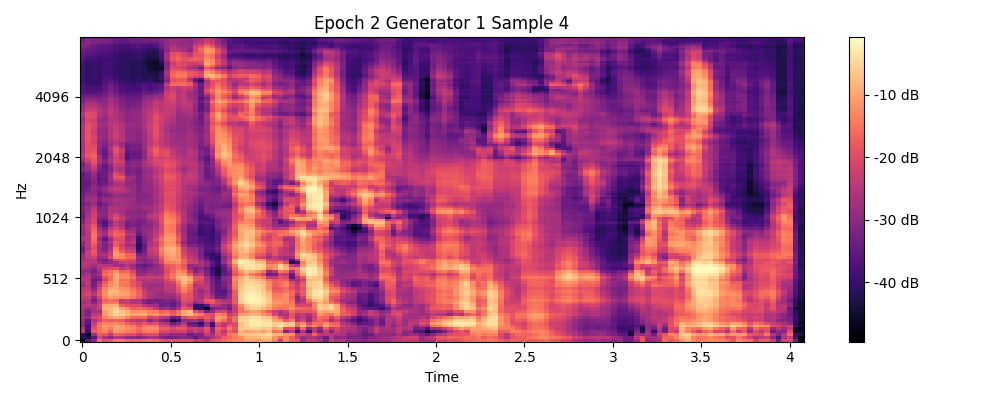 Epoch 2 Generator 1 Sample 4
Hz
4096
2048
1024
512
0
0 0.5 1 1.5 2 2.5 3 3.5 4
Time
-10 dB
-20 dB
-30 dB
-40 dB